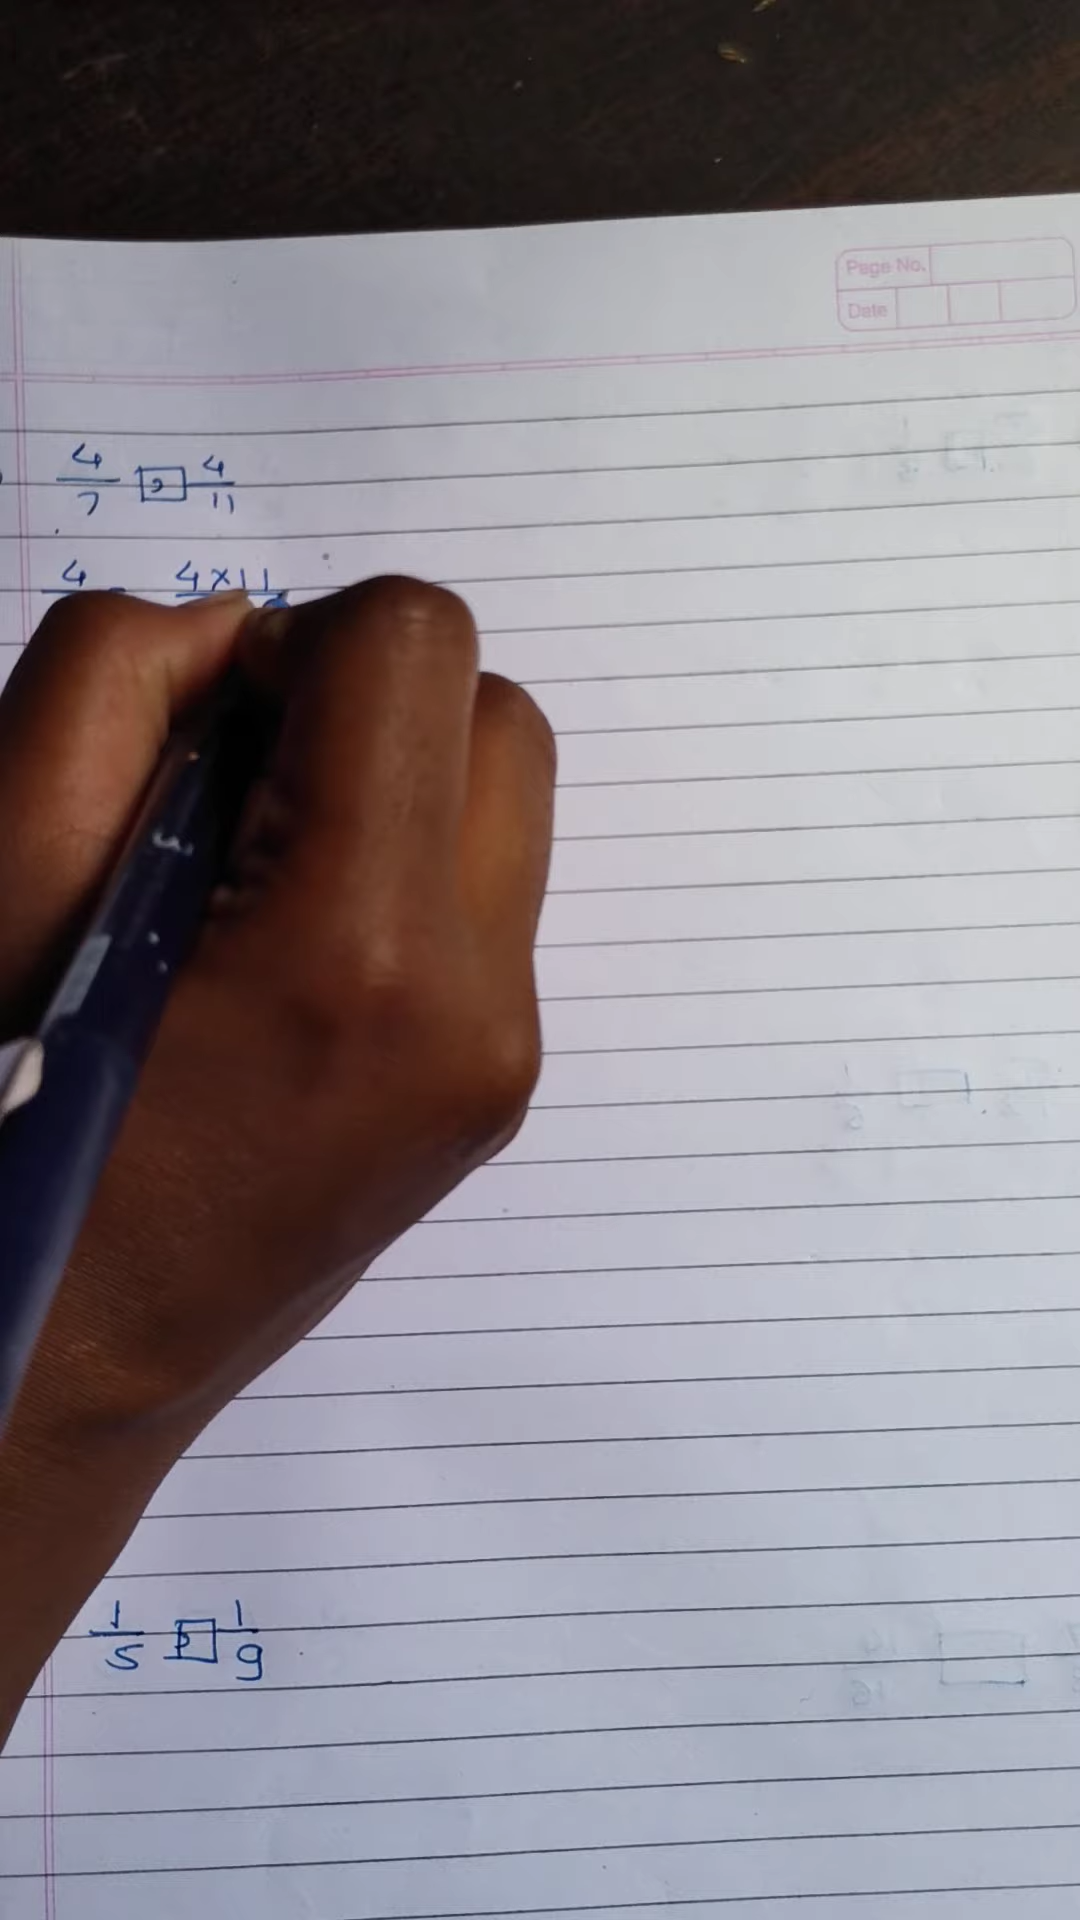 Page No.
Date
4/7 [?] 4/11
4 = 4×11
1/5 [?] 1/9